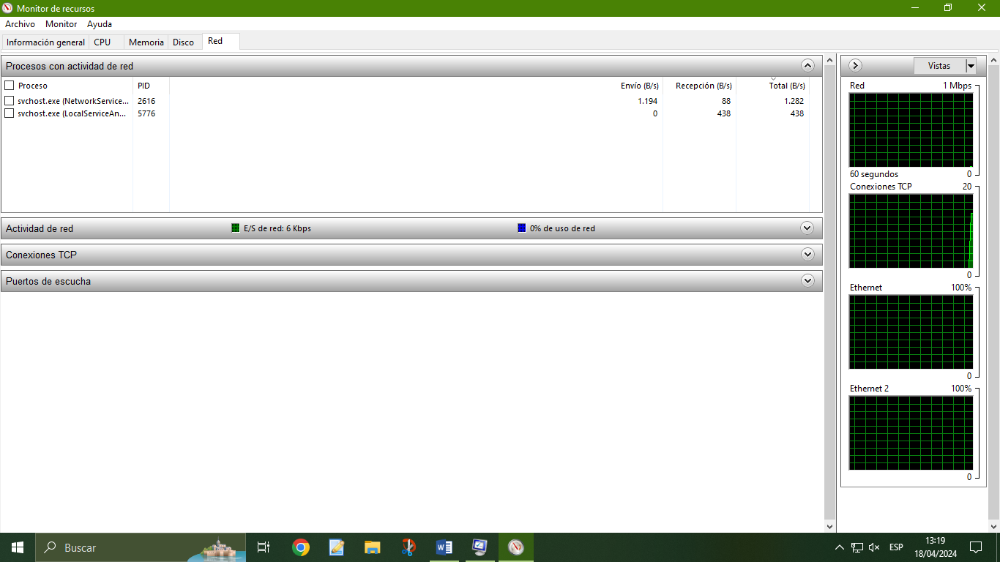 Monitor de recursos
Archivo Monitor Ayuda
Información general CPU Memoria Disco Red
Procesos con actividad de red
Proceso PID Envío (B/s) Recepción (B/s) Total (B/s)
svchost.exe (NetworkService... 2616 1.194 88 1.282
svchost.exe (LocalServiceAn... 5776 0 438 438
Actividad de red E/S de red: 6 Kbps 0% de uso de red
Conexiones TCP
Puertos de escucha
Vistas
Red 1 Mbps
60 segundos 0
Conexiones TCP 20
0
Ethernet 100%
0
Ethernet 2 100%
0
Buscar
ESP
13:19
18/04/2024